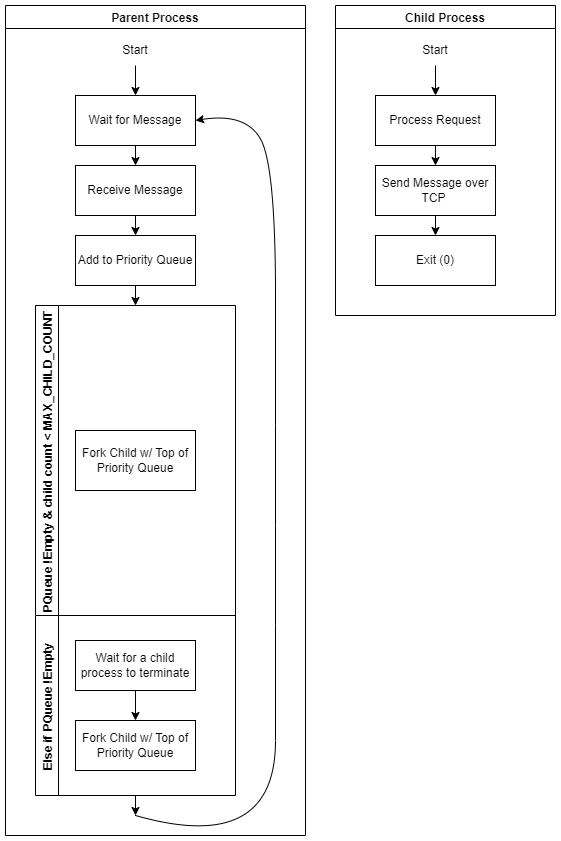 Parent Process
Start
Wait for Message
Receive Message
Add to Priority Queue
PQueue !Empty & child count < MAX_CHILD_COUNT
Fork Child w/ Top of
Priority Queue
Else if PQueue !Empty
Wait for a child
process to terminate
Fork Child w/ Top of
Priority Queue
Child Process
Start
Process Request
Send Message over
TCP
Exit (0)